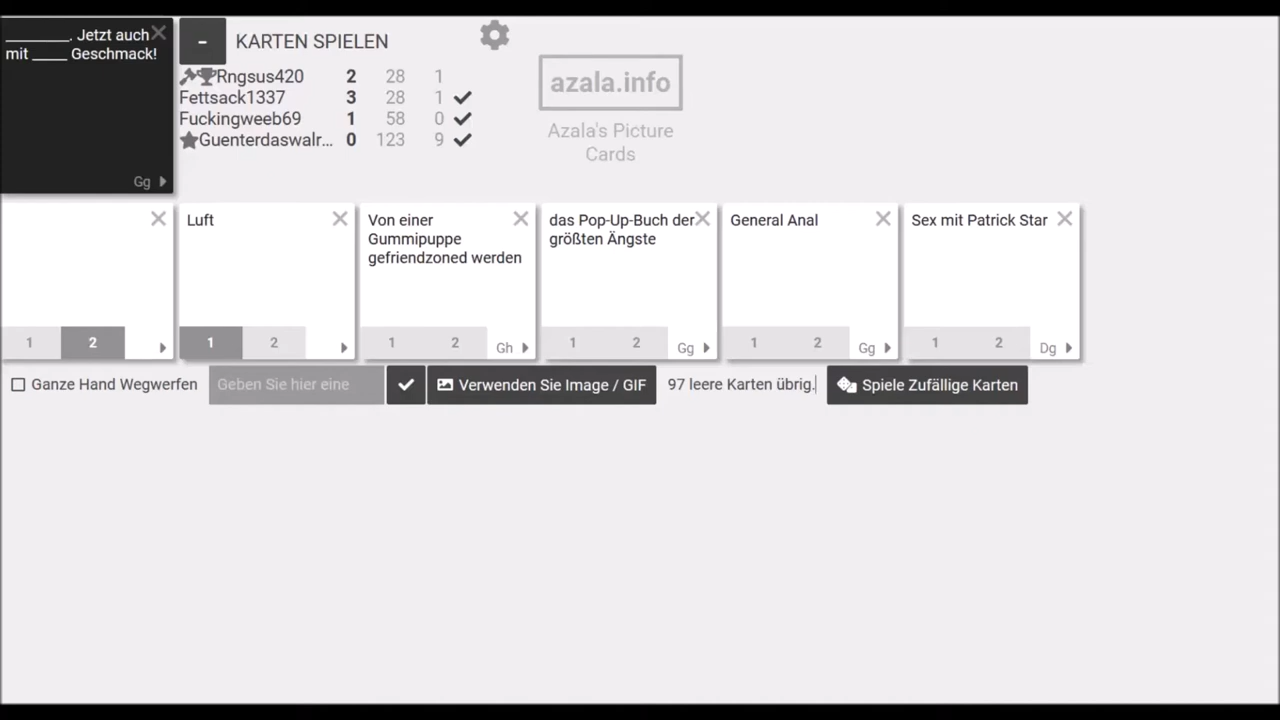 ________. Jetzt auch
mit _____ Geschmack!
Gg
-
KARTEN SPIELEN
Rngsus420 2 28 1
Fettsack1337 3 28 1
Fuckingweeb69 1 58 0
Guenterdaswalr... 0 123 9
azala.info
Azala's Picture
Cards
1 2
Luft
1 2
Von einer
Gummipuppe
gefriendzoned werden
1 2 Gh
das Pop-Up-Buch der
größten Ängste
1 2 Gg
General Anal
1 2 Gg
Sex mit Patrick Star
1 2 Dg
Ganze Hand Wegwerfen
Geben Sie hier eine
Verwenden Sie Image / GIF
97 leere Karten übrig.
Spiele Zufällige Karten